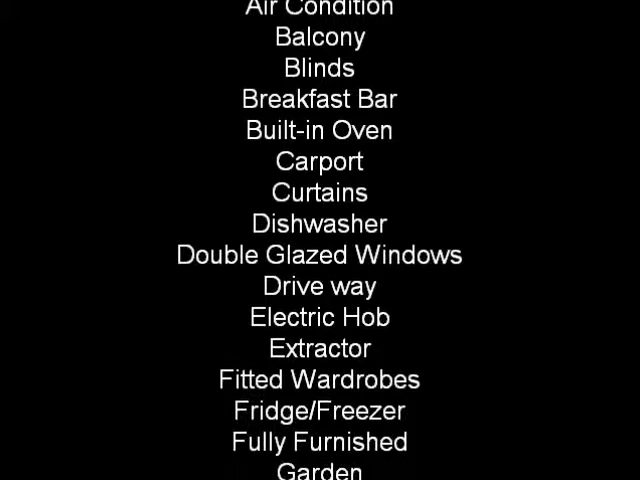 Air Condition
Balcony
Blinds
Breakfast Bar
Built-in Oven
Carport
Curtains
Dishwasher
Double Glazed Windows
Drive way
Electric Hob
Extractor
Fitted Wardrobes
Fridge/Freezer
Fully Furnished
Garden